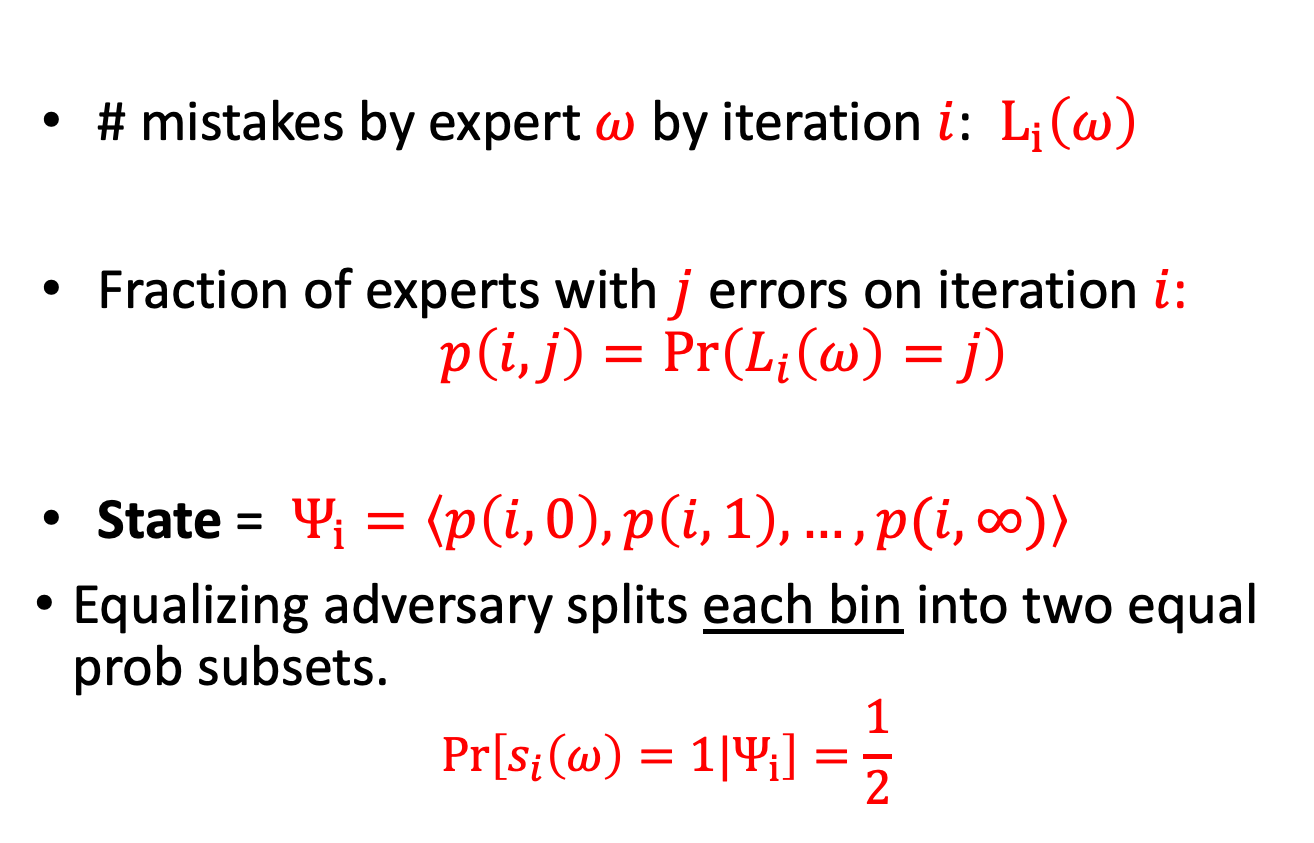 • # mistakes by expert ω by iteration i: Lᵢ(ω)
• Fraction of experts with j errors on iteration i:
p(i, j) = Pr(Lᵢ(ω) = j)
• State = Ψᵢ = ⟨p(i, 0), p(i, 1), … , p(i, ∞)⟩
• Equalizing adversary splits each bin into two equal
prob subsets.
Pr[sᵢ(ω) = 1|Ψᵢ] = 1/2